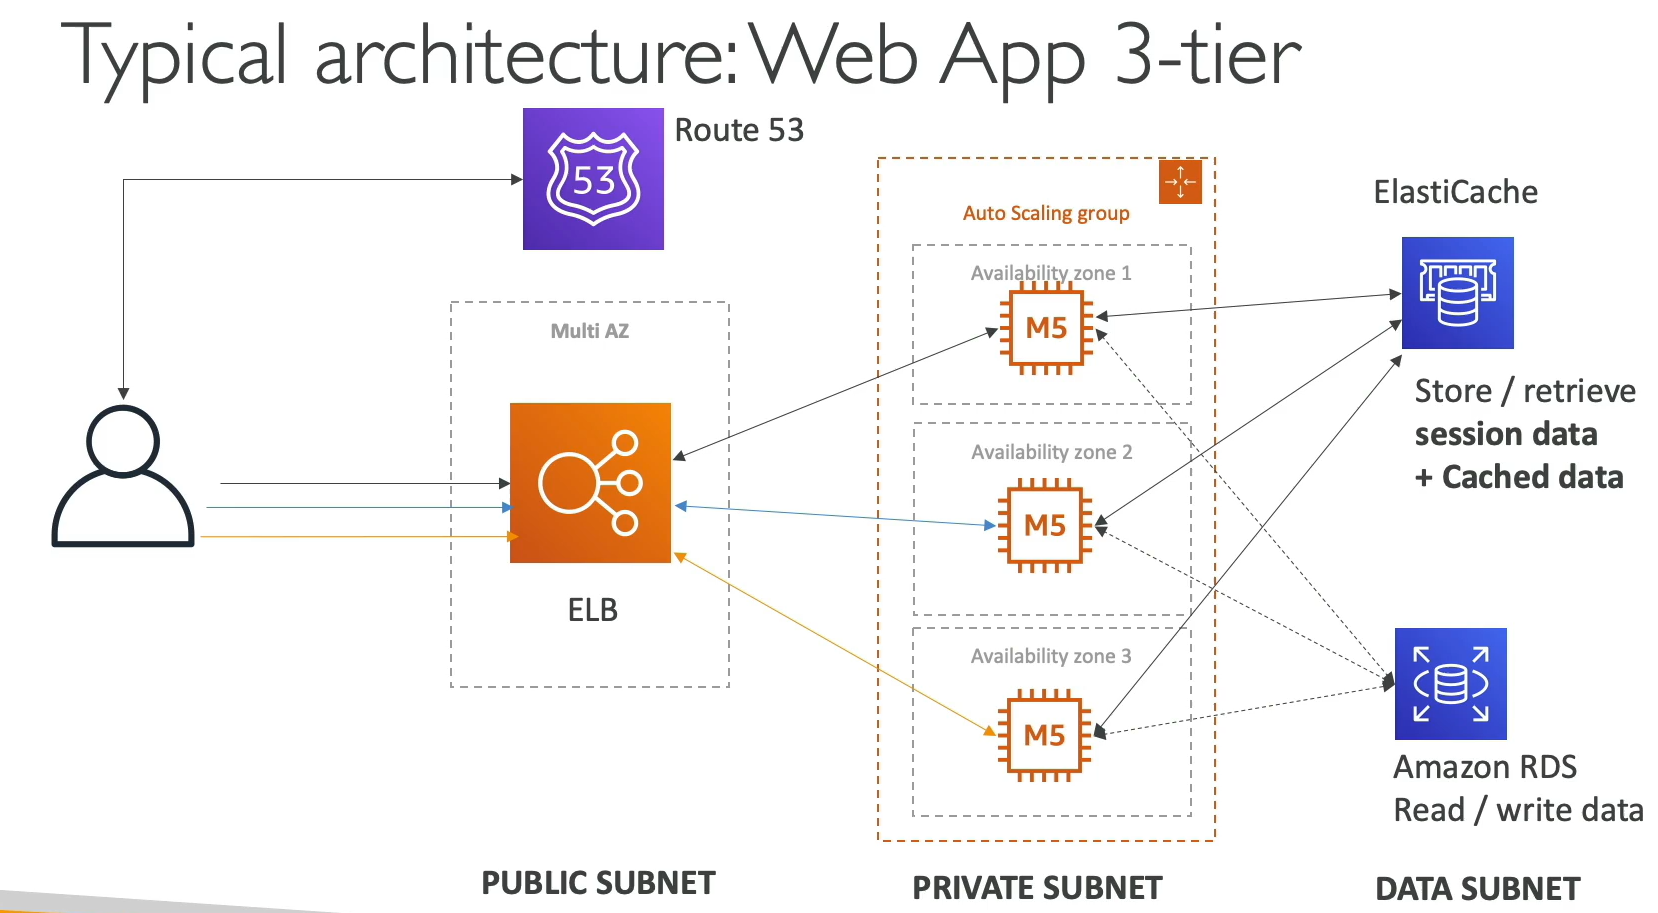 Typical architecture: Web App 3-tier
53
Route 53
Multi AZ
ELB
Auto Scaling group
Availability zone 1
M5
Availability zone 2
M5
Availability zone 3
M5
ElastiCache
Store / retrieve
session data
+ Cached data
Amazon RDS
Read / write data
PUBLIC SUBNET
PRIVATE SUBNET
DATA SUBNET